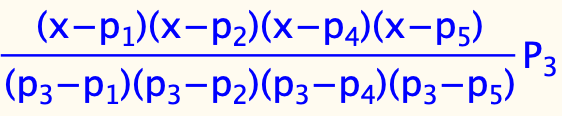 (x−p₁)(x−p₂)(x−p₄)(x−p₅)
(p₃−p₁)(p₃−p₂)(p₃−p₄)(p₃−p₅) P₃